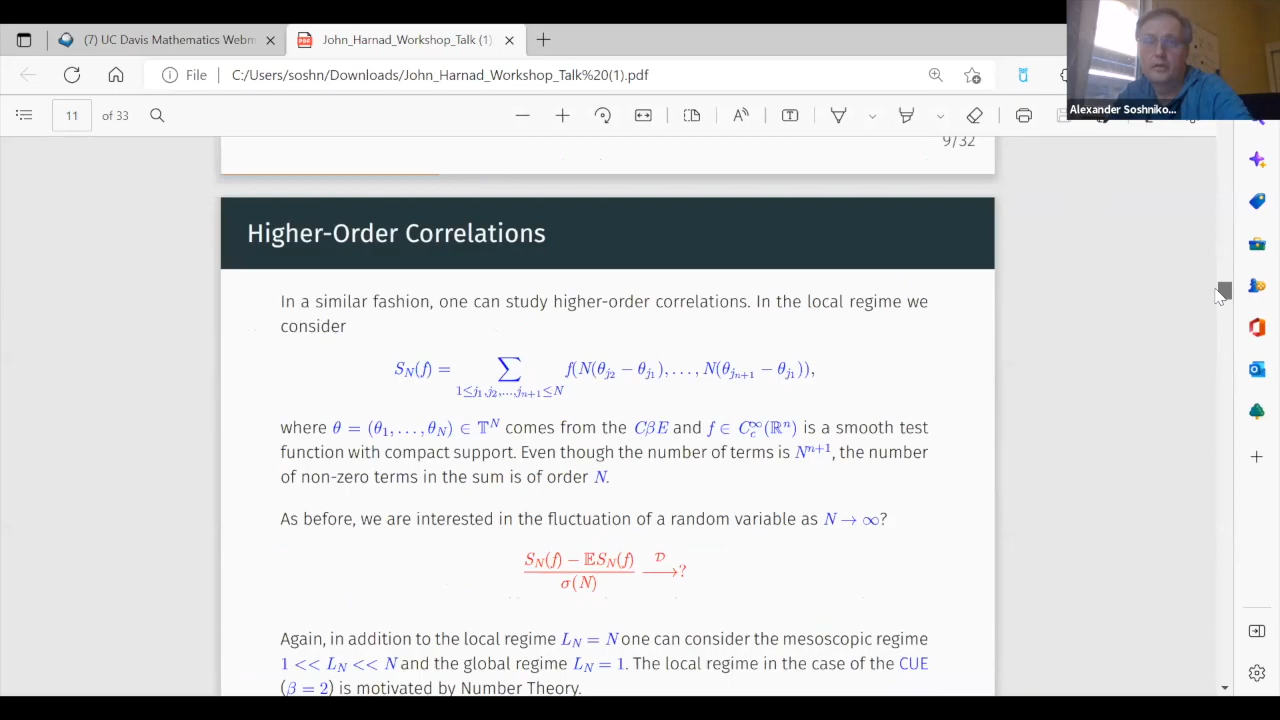 (7) UC Davis Mathematics Webm
John_Harnad_Workshop_Talk (1)
File
C:/Users/soshn/Downloads/John_Harnad_Workshop_Talk%20(1).pdf
11 of 33
Alexander Soshniko...
9/32
Higher-Order Correlations
In a similar fashion, one can study higher-order correlations. In the local regime we
consider
S_N(f) = ∑_{1≤j_1,j_2,...,j_{n+1}≤N} f(N(θ_{j_2} − θ_{j_1}), . . . , N(θ_{j_{n+1}} − θ_{j_1})),
where θ = (θ_1, . . . , θ_N) ∈ 𝕋^N comes from the CβE and f ∈ C_c^∞(ℝ^n) is a smooth test
function with compact support. Even though the number of terms is N^{n+1}, the number
of non-zero terms in the sum is of order N.
As before, we are interested in the fluctuation of a random variable as N → ∞?
S_N(f) − 𝔼S_N(f)
σ(N)
𝒟
⟶?
Again, in addition to the local regime L_N = N one can consider the mesoscopic regime
1 << L_N << N and the global regime L_N = 1. The local regime in the case of the CUE
(β = 2) is motivated by Number Theory.